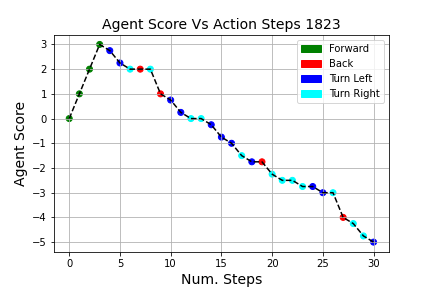 Agent Score Vs Action Steps 1823
3
2
1
0
−1
−2
−3
−4
−5
Agent Score
Forward
Back
Turn Left
Turn Right
0 5 10 15 20 25 30
Num. Steps